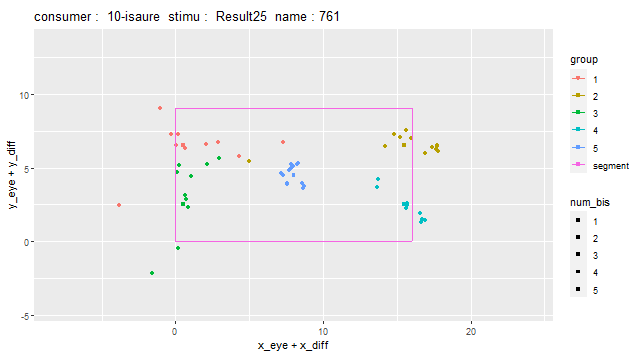 consumer : 10-isaure stimu : Result25 name : 761
10
5
0
-5
y_eye + y_diff
0
10
20
x_eye + x_diff
group
1
2
3
4
5
segment
num_bis
1
2
3
4
5